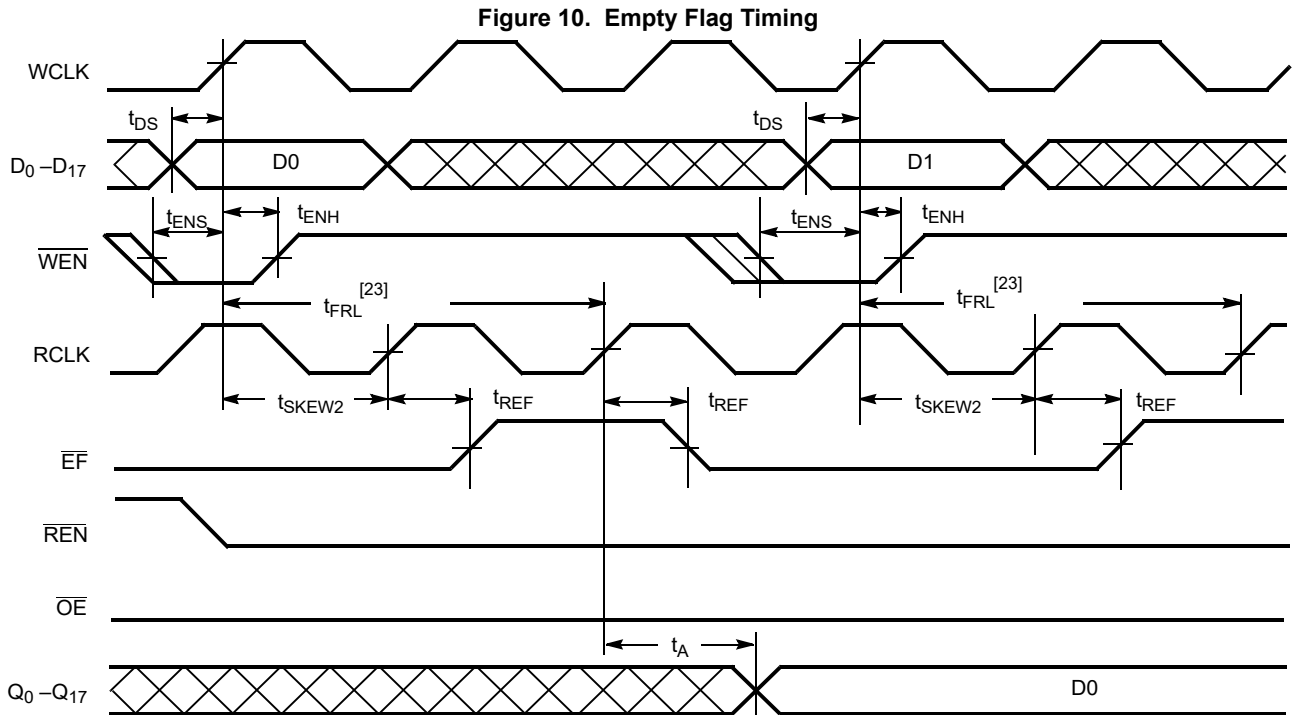 Figure 10. Empty Flag Timing
WCLK
tDS
tDS
D0 –D17
D0
D1
tENS
tENH
tENS
tENH
WEN
tFRL[23]
tFRL[23]
RCLK
tSKEW2
tREF
tREF
tSKEW2
tREF
EF
REN
OE
tA
Q0 –Q17
D0